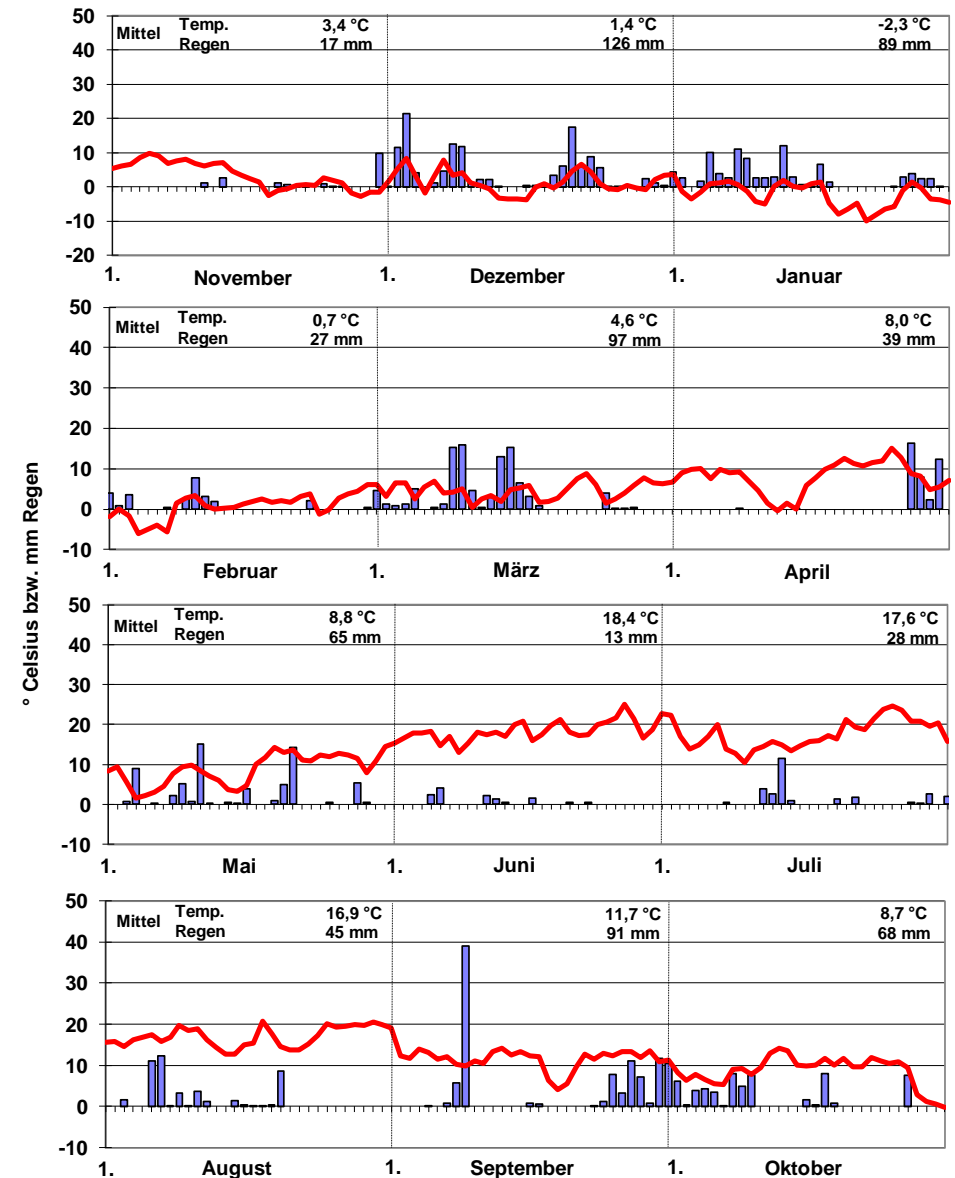 ° Celsius bzw. mm Regen
50
40
30
20
10
0
-10
-20
Mittel Temp. 3,4 °C 1,4 °C -2,3 °C
Regen 17 mm 126 mm 89 mm
1. November 1. Dezember 1. Januar
50
40
30
20
10
0
-10
Mittel Temp. 0,7 °C 4,6 °C 8,0 °C
Regen 27 mm 97 mm 39 mm
1. Februar 1. März 1. April
50
40
30
20
10
0
-10
Mittel Temp. 8,8 °C 18,4 °C 17,6 °C
Regen 65 mm 13 mm 28 mm
1. Mai 1. Juni 1. Juli
50
40
30
20
10
0
-10
Mittel Temp. 16,9 °C 11,7 °C 8,7 °C
Regen 45 mm 91 mm 68 mm
1. August 1. September 1. Oktober